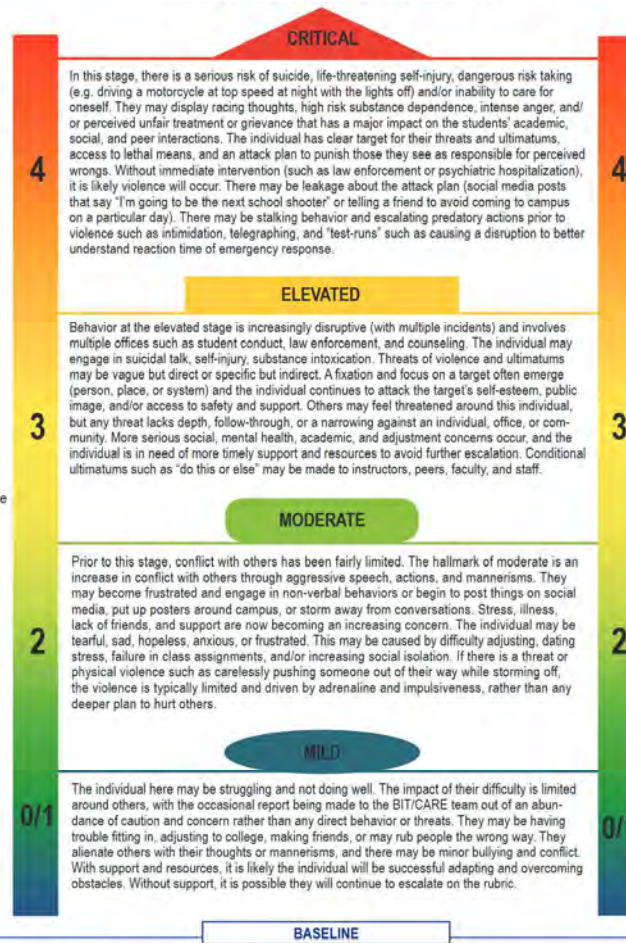 CRITICAL
In this stage, there is a serious risk of suicide, life-threatening self-injury, dangerous risk taking
(e.g. driving a motorcycle at top speed at night with the lights off) and/or inability to care for
oneself. They may display racing thoughts, high risk substance dependence, intense anger, and/
or perceived unfair treatment or grievance that has a major impact on the students' academic,
social, and peer interactions. The individual has clear target for their threats and ultimatums,
access to lethal means, and an attack plan to punish those they see as responsible for perceived
wrongs. Without immediate intervention (such as law enforcement or psychiatric hospitalization),
it is likely violence will occur. There may be leakage about the attack plan (social media posts
that say "I'm going to be the next school shooter" or telling a friend to avoid coming to campus
on a particular day). There may be stalking behavior and escalating predatory actions prior to
violence such as intimidation, telegraphing, and "test-runs" such as causing a disruption to better
understand reaction time of emergency response.
4
4
ELEVATED
Behavior at the elevated stage is increasingly disruptive (with multiple incidents) and involves
multiple offices such as student conduct, law enforcement, and counseling. The individual may
engage in suicidal talk, self-injury, substance intoxication. Threats of violence and ultimatums
may be vague but direct or specific but indirect. A fixation and focus on a target often emerge
(person, place, or system) and the individual continues to attack the target's self-esteem, public
image, and/or access to safety and support. Others may feel threatened around this individual,
but any threat lacks depth, follow-through, or a narrowing against an individual, office, or com-
munity. More serious social, mental health, academic, and adjustment concerns occur, and the
individual is in need of more timely support and resources to avoid further escalation. Conditional
ultimatums such as "do this or else" may be made to instructors, peers, faculty, and staff.
3
3
e
MODERATE
Prior to this stage, conflict with others has been fairly limited. The hallmark of moderate is an
increase in conflict with others through aggressive speech, actions, and mannerisms. They
may become frustrated and engage in non-verbal behaviors or begin to post things on social
media, put up posters around campus, or storm away from conversations. Stress, illness,
lack of friends, and support are now becoming an increasing concern. The individual may be
tearful, sad, hopeless, anxious, or frustrated. This may be caused by difficulty adjusting, dating
stress, failure in class assignments, and/or increasing social isolation. If there is a threat or
physical violence such as carelessly pushing someone out of their way while storming off,
the violence is typically limited and driven by adrenaline and impulsiveness, rather than any
deeper plan to hurt others.
2
2
MILD
The individual here may be struggling and not doing well. The impact of their difficulty is limited
around others, with the occasional report being made to the BIT/CARE team out of an abun-
dance of caution and concern rather than any direct behavior or threats. They may be having
trouble fitting in, adjusting to college, making friends, or may rub people the wrong way. They
alienate others with their thoughts or mannerisms, and there may be minor bullying and conflict.
With support and resources, it is likely the individual will be successful adapting and overcoming
obstacles. Without support, it is possible they will continue to escalate on the rubric.
0/1
0/
BASELINE